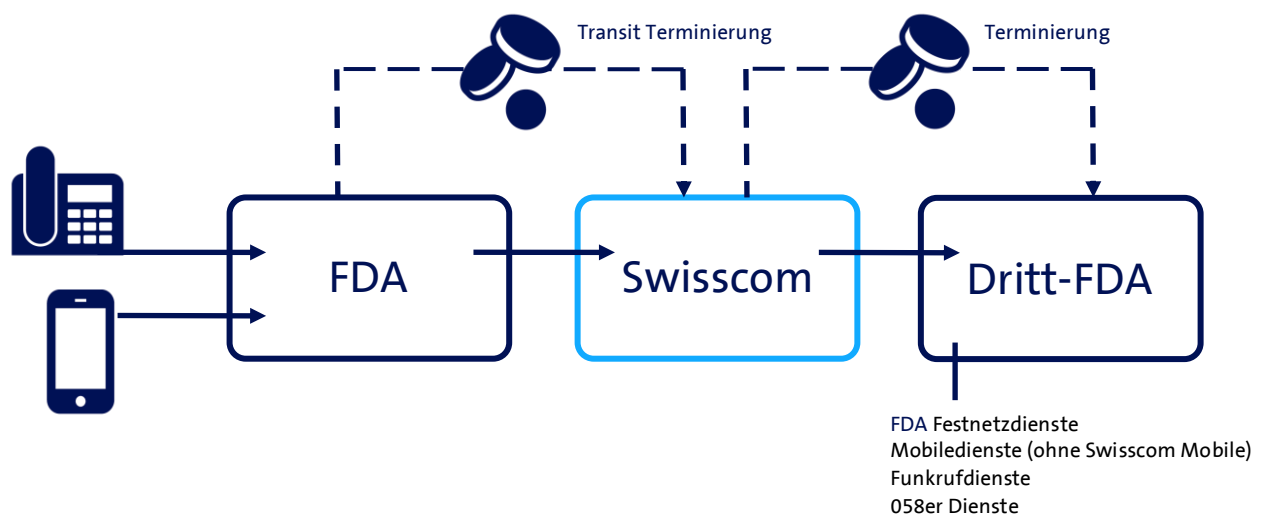 Transit Terminierung
Terminierung
FDA
Swisscom
Dritt-FDA
FDA Festnetzdienste
Mobiledienste (ohne Swisscom Mobile)
Funkrufdienste
058er Dienste